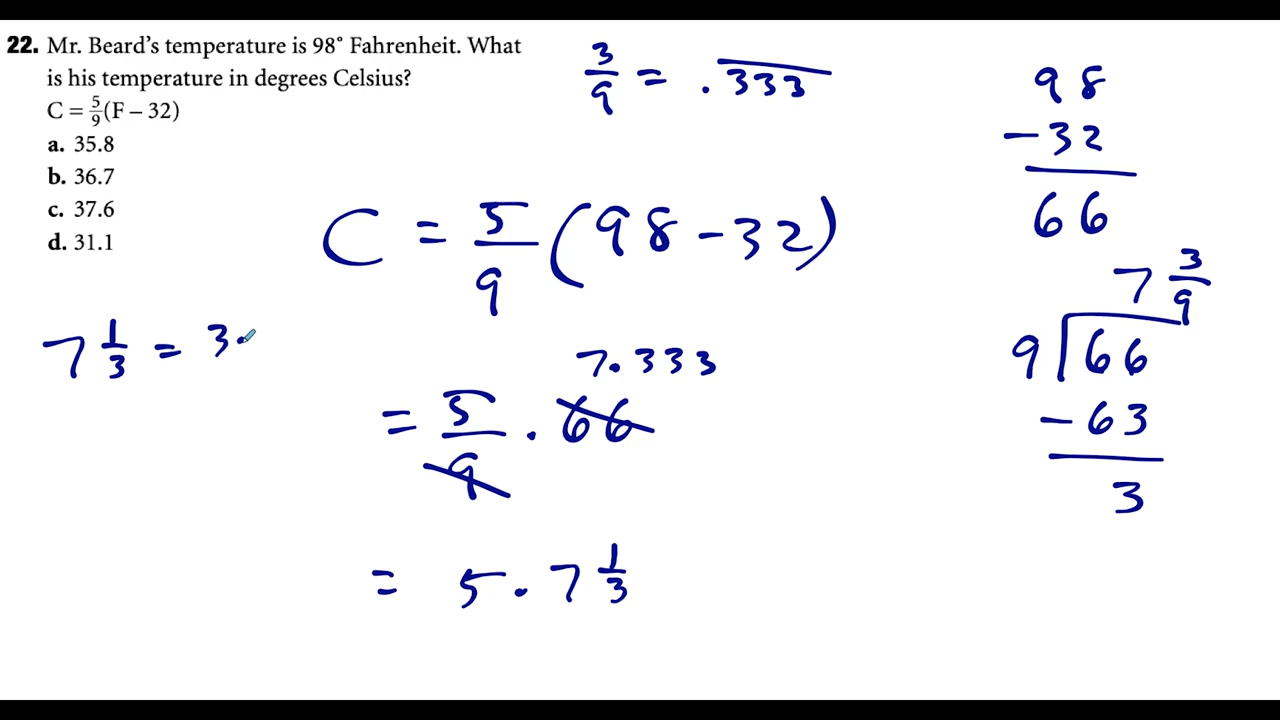 22. Mr. Beard's temperature is 98° Fahrenheit. What
is his temperature in degrees Celsius?
C = 5/9(F – 32)
a. 35.8
b. 36.7
c. 37.6
d. 31.1
3/9 = .333
C = 5/9 (98 - 32)
7.333
= 5/9 · 66
= 5 · 7 1/3
7 1/3 = 3·
98
-32
66
7 3/9
9 66
-63
3